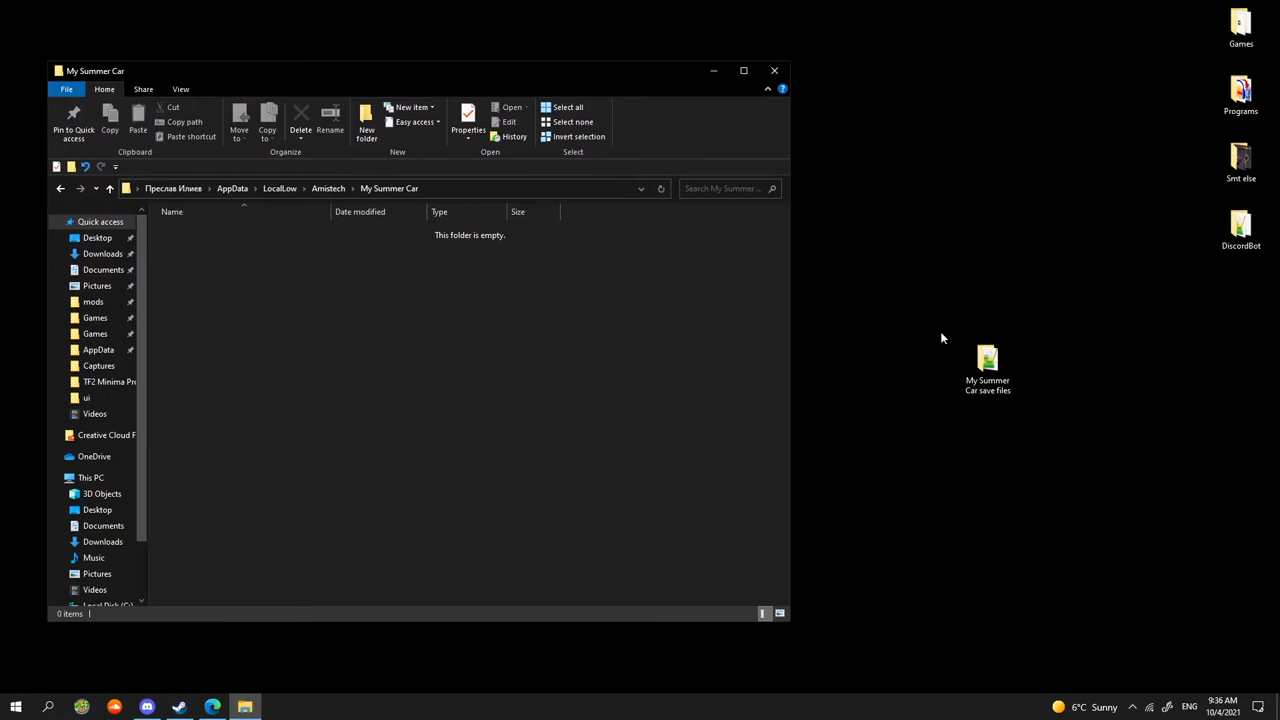 My Summer Car
File
Home
Share
View
Pin to Quick
access
Copy
Paste
Cut
Copy path
Paste shortcut
Clipboard
Move
to
Copy
to
Delete
Rename
Organize
New
folder
New item
Easy access
New
Properties
Open
Edit
History
Open
Select all
Select none
Invert selection
Select
Преслав Илиев
AppData
LocalLow
Amistech
My Summer Car
Search My Summer ...
Name
Date modified
Type
Size
This folder is empty.
Quick access
Desktop
Downloads
Documents
Pictures
mods
Games
Games
AppData
Captures
TF2 Minima Pro
ui
Videos
Creative Cloud F
OneDrive
This PC
3D Objects
Desktop
Documents
Downloads
Music
Pictures
Videos
Local Disk (C:)
0 items
Games
Programs
Smt else
DiscordBot
My Summer
Car save files
6°C Sunny
ENG
9:36 AM
10/4/2021